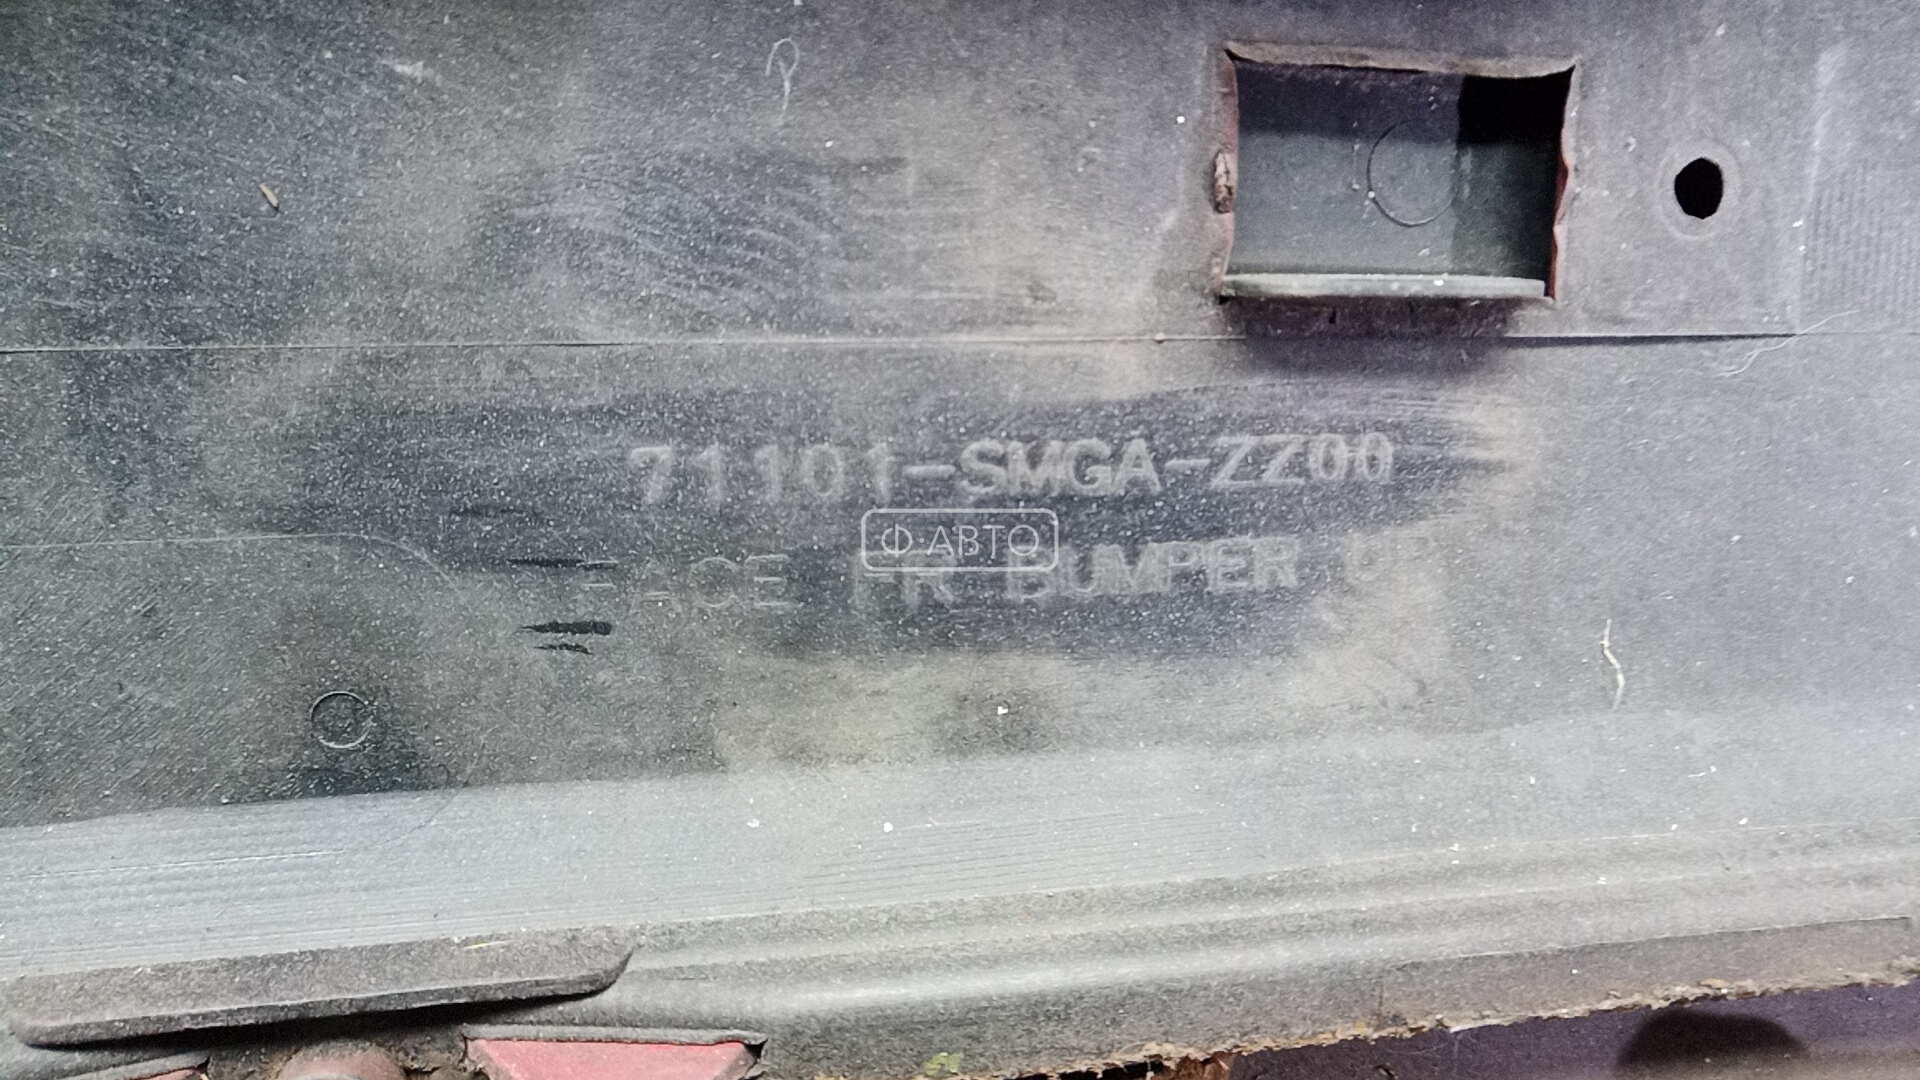 71101-SMGA-ZZ00
Ф·АВТО
FACE FR BUMPER